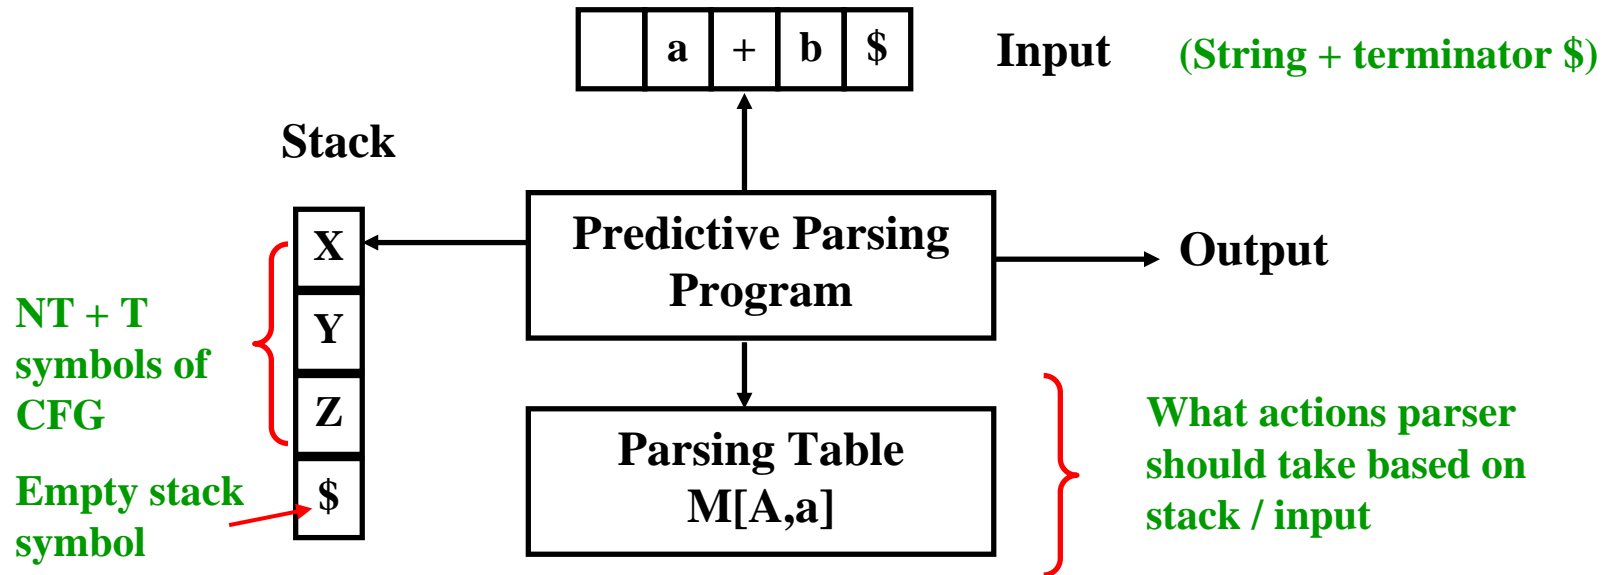 a + b $
Input
(String + terminator $)
Stack
X
Y
Z
$
Predictive Parsing
Program
Output
NT + T
symbols of
CFG
Empty stack
symbol
Parsing Table
M[A,a]
What actions parser
should take based on
stack / input